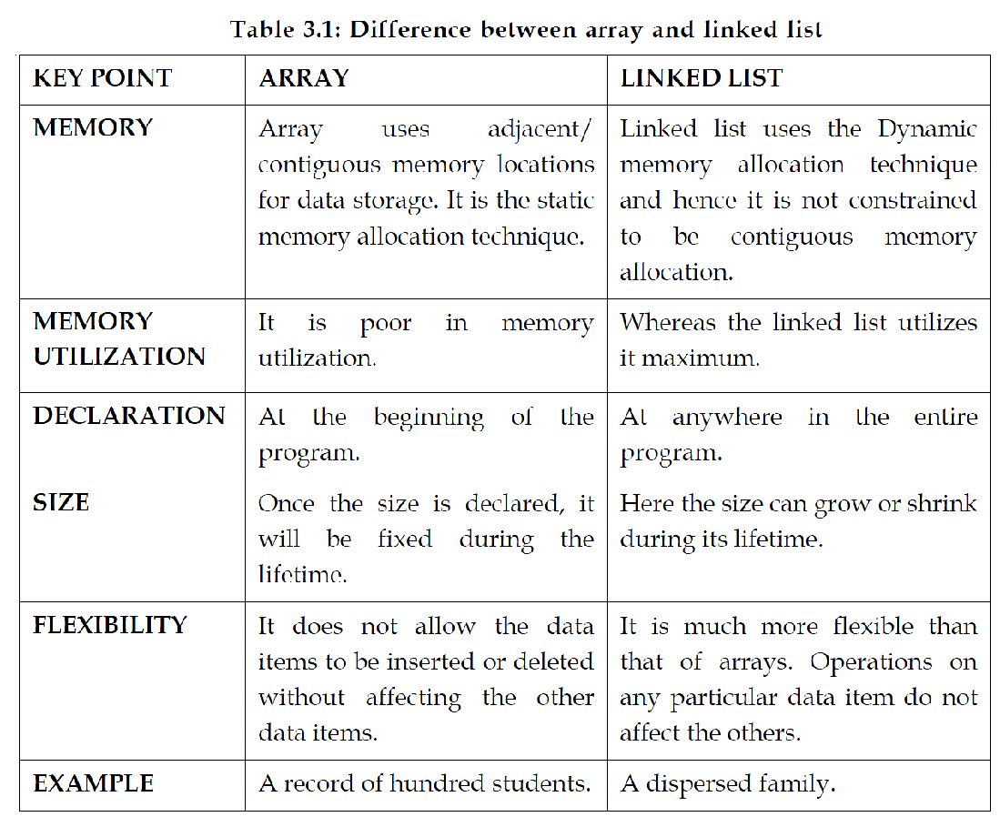 Table 3.1: Difference between array and linked list
KEY POINT
ARRAY
LINKED LIST
MEMORY
Array uses adjacent/
contiguous memory locations
for data storage. It is the static
memory allocation technique.
Linked list uses the Dynamic
memory allocation technique
and hence it is not constrained
to be contiguous memory
allocation.
MEMORY
UTILIZATION
It is poor in memory
utilization.
Whereas the linked list utilizes
it maximum.
DECLARATION
At the beginning of the
program.
At anywhere in the entire
program.
SIZE
Once the size is declared, it
will be fixed during the
lifetime.
Here the size can grow or shrink
during its lifetime.
FLEXIBILITY
It does not allow the data
items to be inserted or deleted
without affecting the other
data items.
It is much more flexible than
that of arrays. Operations on
any particular data item do not
affect the others.
EXAMPLE
A record of hundred students.
A dispersed family.